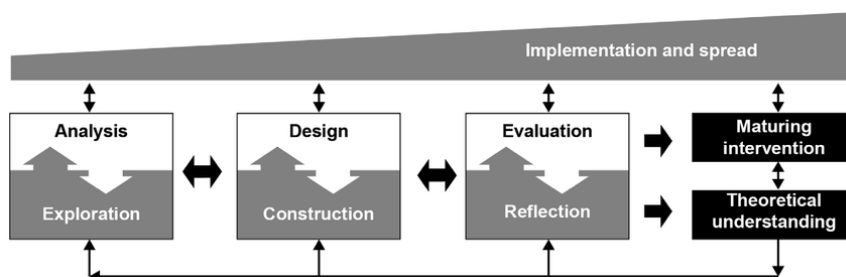 Implementation and spread
Analysis
Design
Evaluation
Maturing
intervention
Exploration
Construction
Reflection
Theoretical
understanding